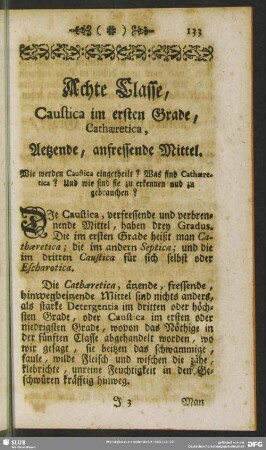 ( * ) 133
Achte Classe,
Caustica im ersten Grade,
Cathæretica,
Aetzende, anfressende Mittel.
Wie werden Caustica eingetheilt? Was sind Cathære-
tica? Und wie sind sie zu erkennen und zu
gebrauchen?
DIe Caustica, verfressende und verbren-
nende Mittel, haben drey Gradus.
Die im ersten Grade heißt man Ca-
thæretica; die im andern Septica; und die
im dritten Caustica für sich selbst oder
Escharotica.
Die Cathæretica, ätzende, fressende,
hinwegbeitzende Mittel sind nichts anders,
als starke Detergentia im dritten oder höch-
sten Grade, oder Caustica im ersten oder
niedrigsten Grade, wovon das Nöthige in
der fünften Classe abgehandelt worden, wo
wir gesagt, sie beitzen das schwammige,
faule, wilde Fleisch und wischen die zähe,
klebrichte, unreine Feuchtigkeit in den Ge-
schwüren kräfftig hinweg.
J 3 Man
SLUB